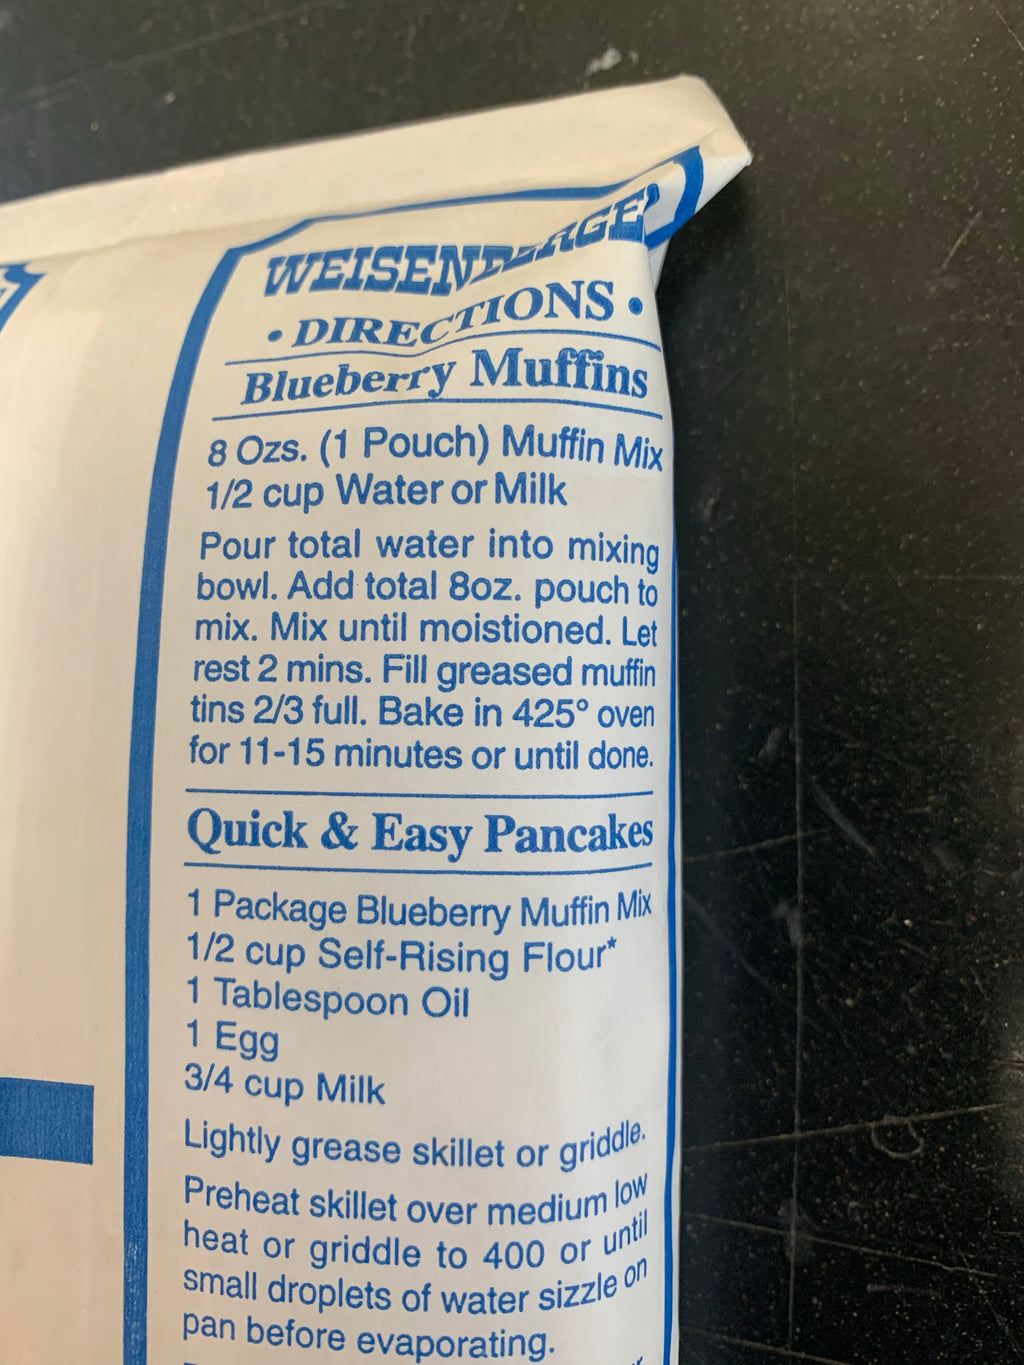 WEISENBERGER
• DIRECTIONS •
Blueberry Muffins
8 Ozs. (1 Pouch) Muffin Mix
1/2 cup Water or Milk
Pour total water into mixing
bowl. Add total 8oz. pouch to
mix. Mix until moistioned. Let
rest 2 mins. Fill greased muffin
tins 2/3 full. Bake in 425° oven
for 11-15 minutes or until done.
Quick & Easy Pancakes
1 Package Blueberry Muffin Mix
1/2 cup Self-Rising Flour*
1 Tablespoon Oil
1 Egg
3/4 cup Milk
Lightly grease skillet or griddle.
Preheat skillet over medium low
heat or griddle to 400 or until
small droplets of water sizzle on
pan before evaporating.